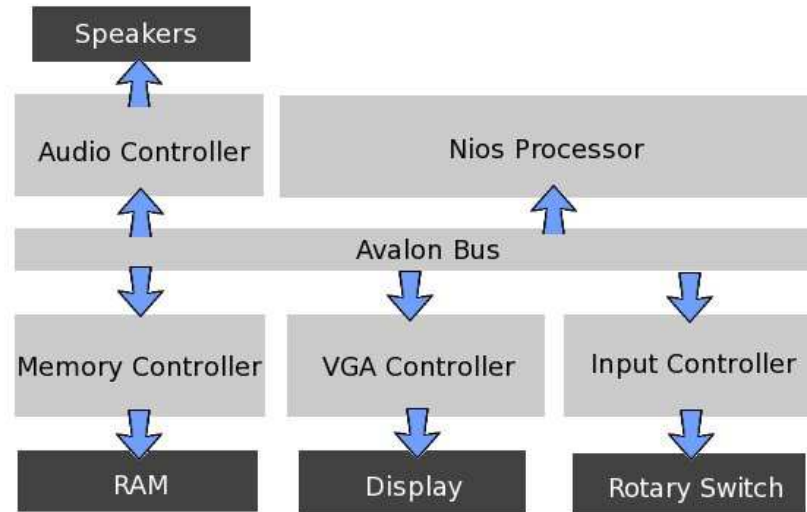 Speakers
Audio Controller
Nios Processor
Avalon Bus
Memory Controller
VGA Controller
Input Controller
RAM
Display
Rotary Switch